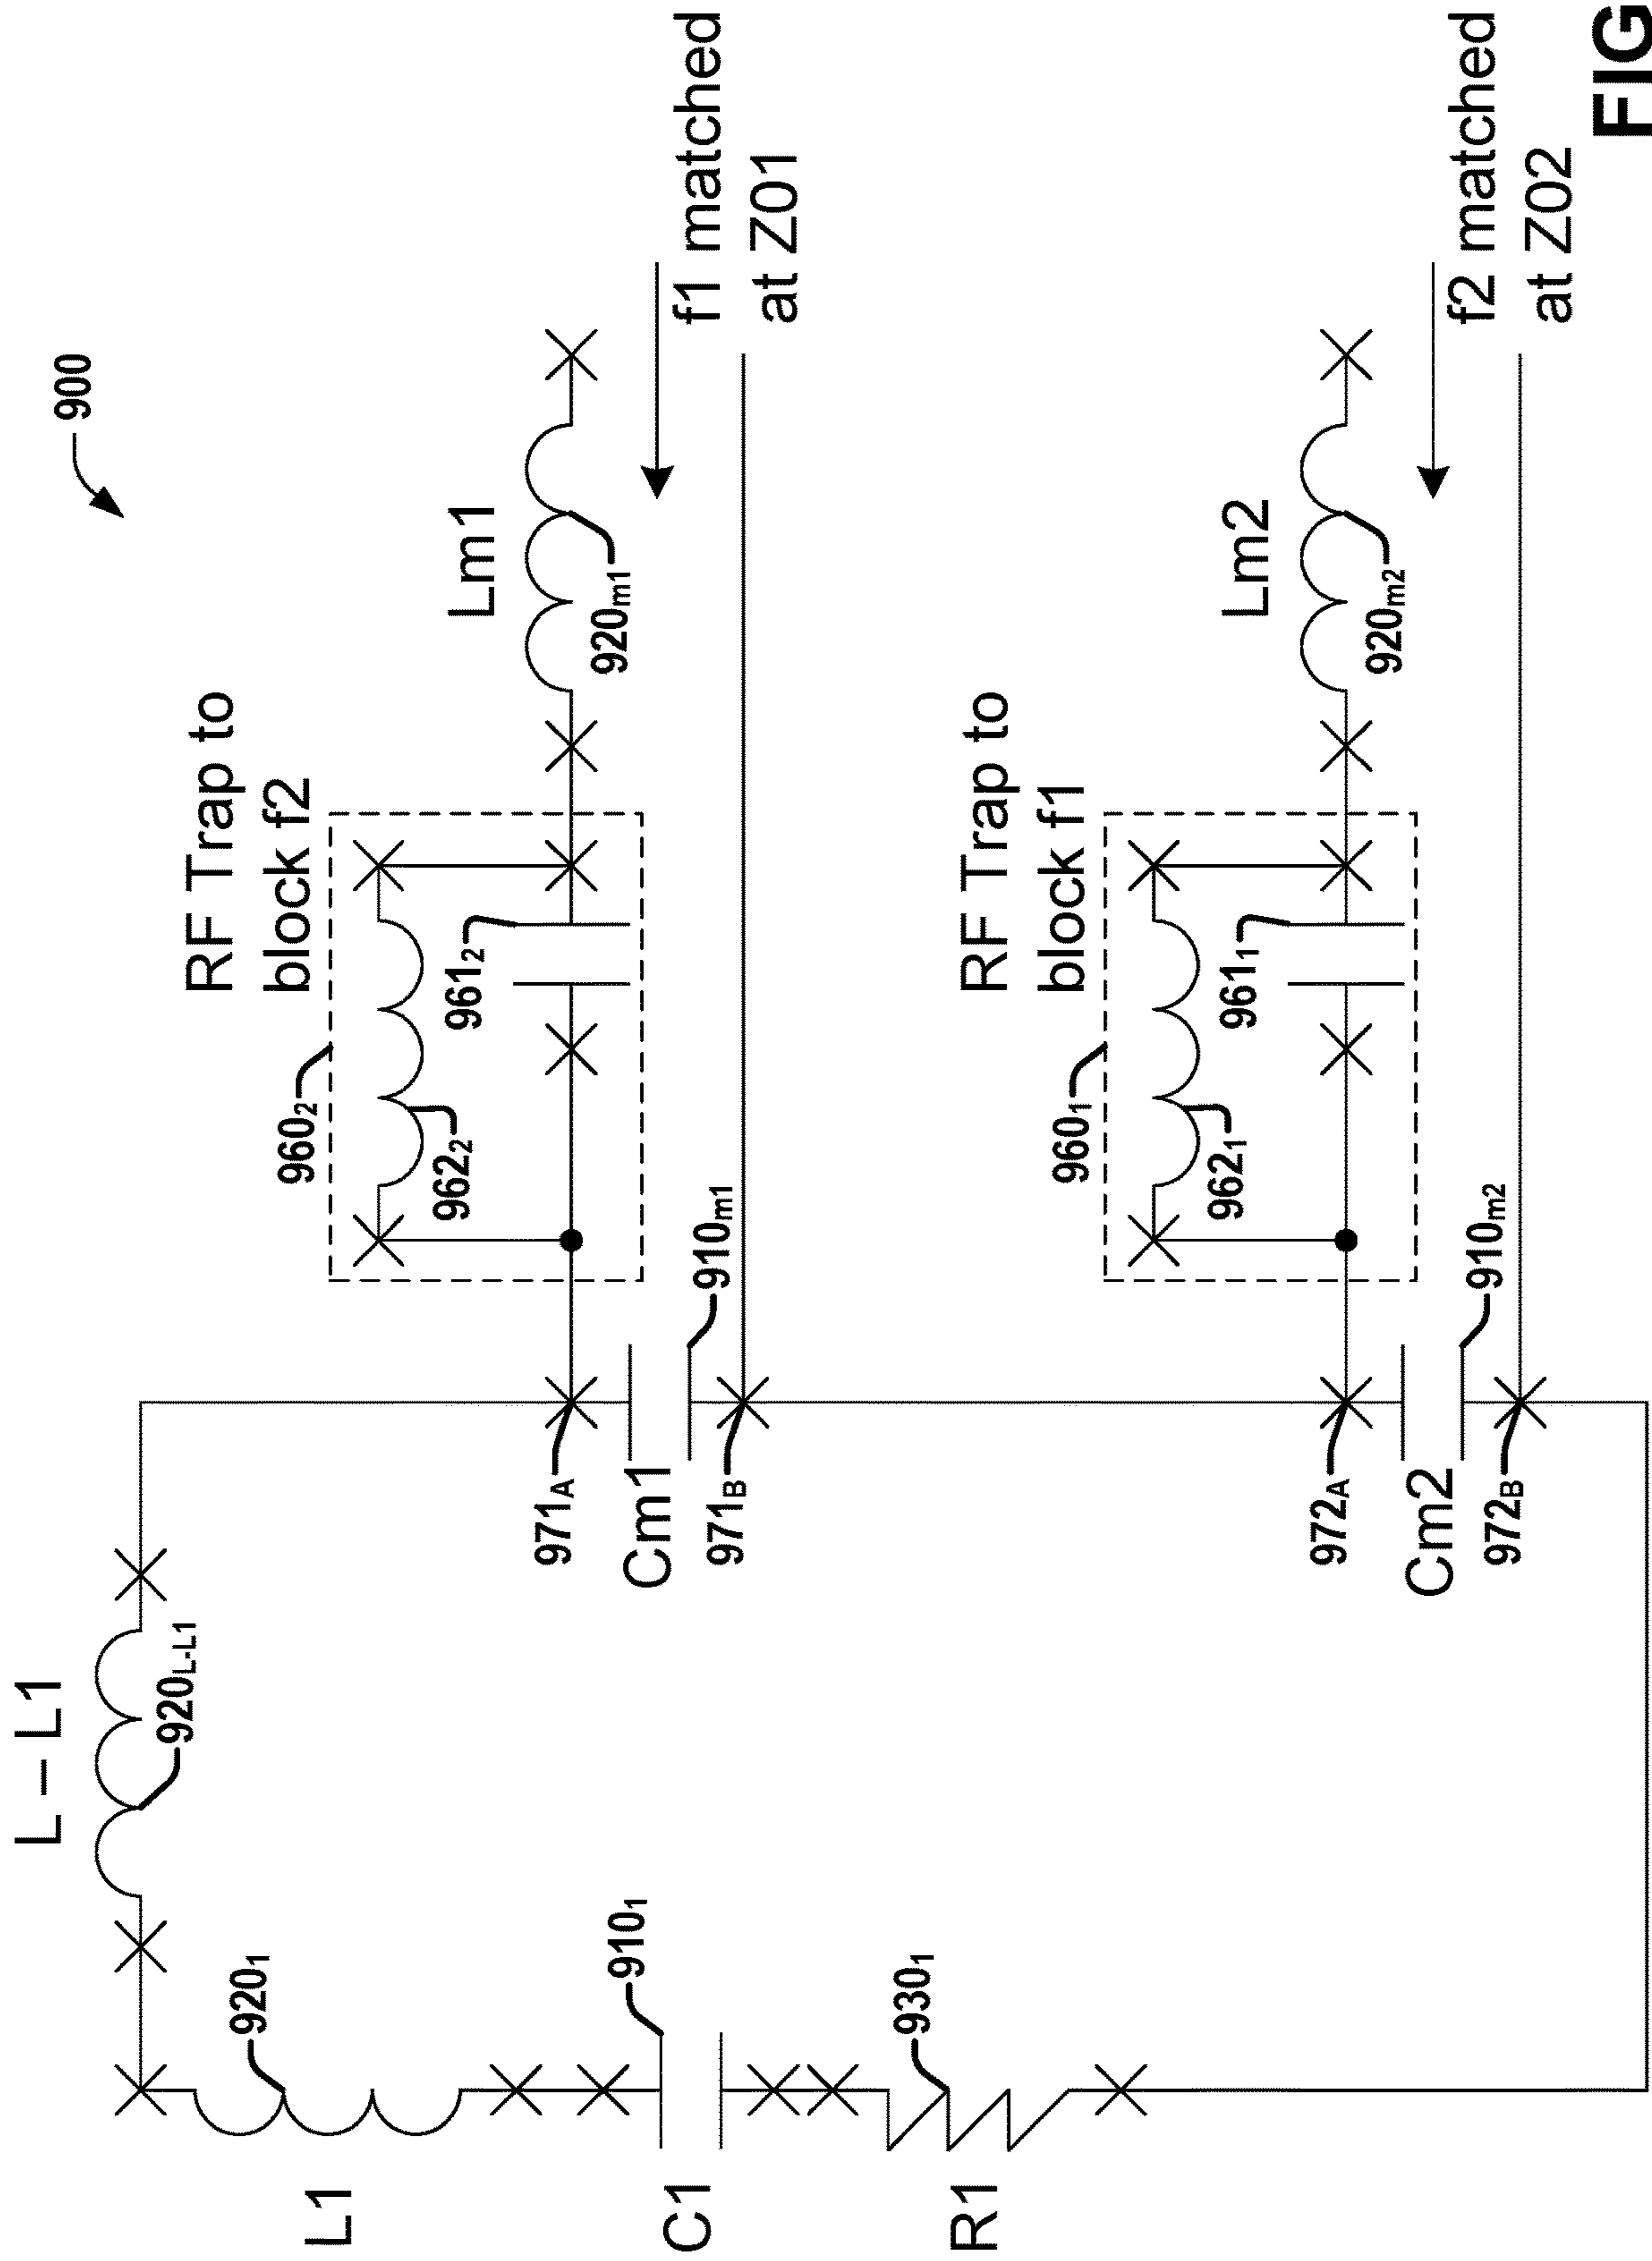 900
L – L1
920L-L1
L1
9201
C1
9101
R1
9301
RF Trap to
block f2
9602
9622
9612
Lm1
920m1
f1 matched
at Z01
971A
Cm1
971B
910m1
RF Trap to
block f1
9601
9621
9611
Lm2
920m2
f2 matched
at Z02
972A
Cm2
972B
910m2
FIG